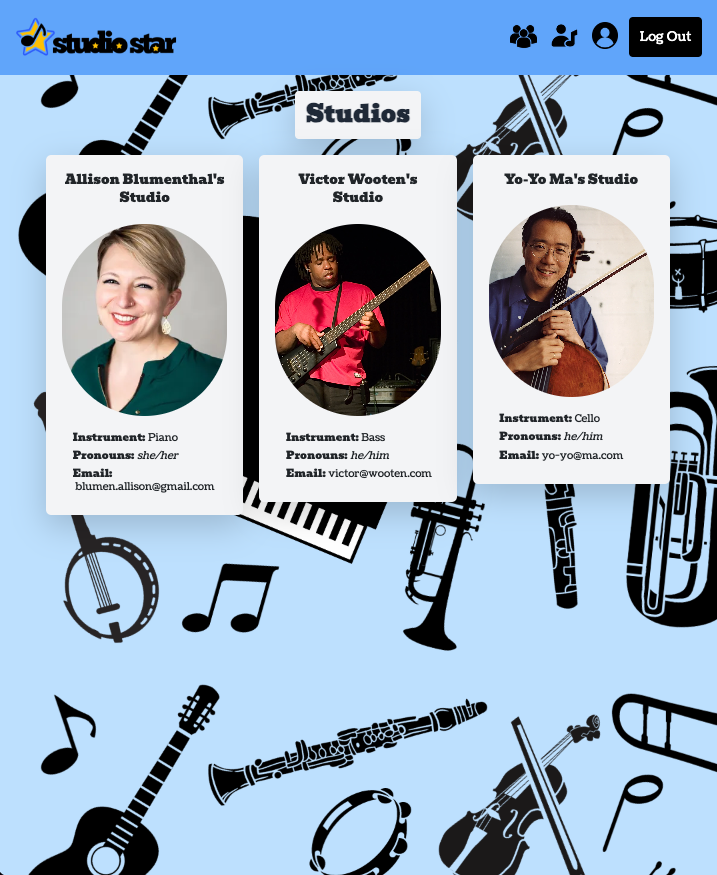 studio star
Log Out
Studios
Allison Blumenthal's
Studio
Instrument: Piano
Pronouns: she/her
Email:
blumen.allison@gmail.com
Victor Wooten's
Studio
Instrument: Bass
Pronouns: he/him
Email: victor@wooten.com
Yo-Yo Ma's Studio
Instrument: Cello
Pronouns: he/him
Email: yo-yo@ma.com